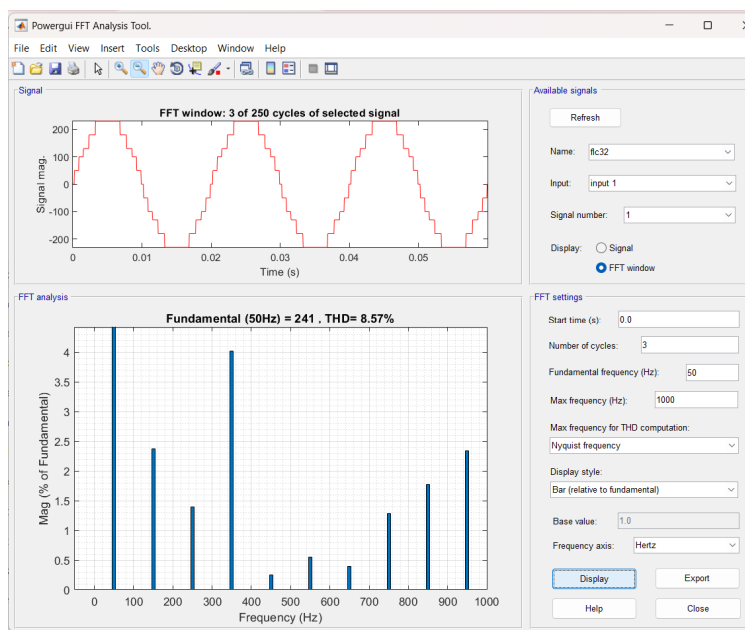 Powergui FFT Analysis Tool.
File Edit View Insert Tools Desktop Window Help
Signal
FFT window: 3 of 250 cycles of selected signal
200
100
0
-100
-200
Signal mag.
0 0.01 0.02 0.03 0.04 0.05
Time (s)
FFT analysis
Fundamental (50Hz) = 241 , THD= 8.57%
4
3.5
3
2.5
2
1.5
1
0.5
0
Mag (% of Fundamental)
0 100 200 300 400 500 600 700 800 900 1000
Frequency (Hz)
Available signals
Refresh
Name: flc32
Input: input 1
Signal number: 1
Display: Signal
FFT window
FFT settings
Start time (s): 0.0
Number of cycles: 3
Fundamental frequency (Hz): 50
Max frequency (Hz): 1000
Max frequency for THD computation:
Nyquist frequency
Display style:
Bar (relative to fundamental)
Base value: 1.0
Frequency axis: Hertz
Display Export
Help Close